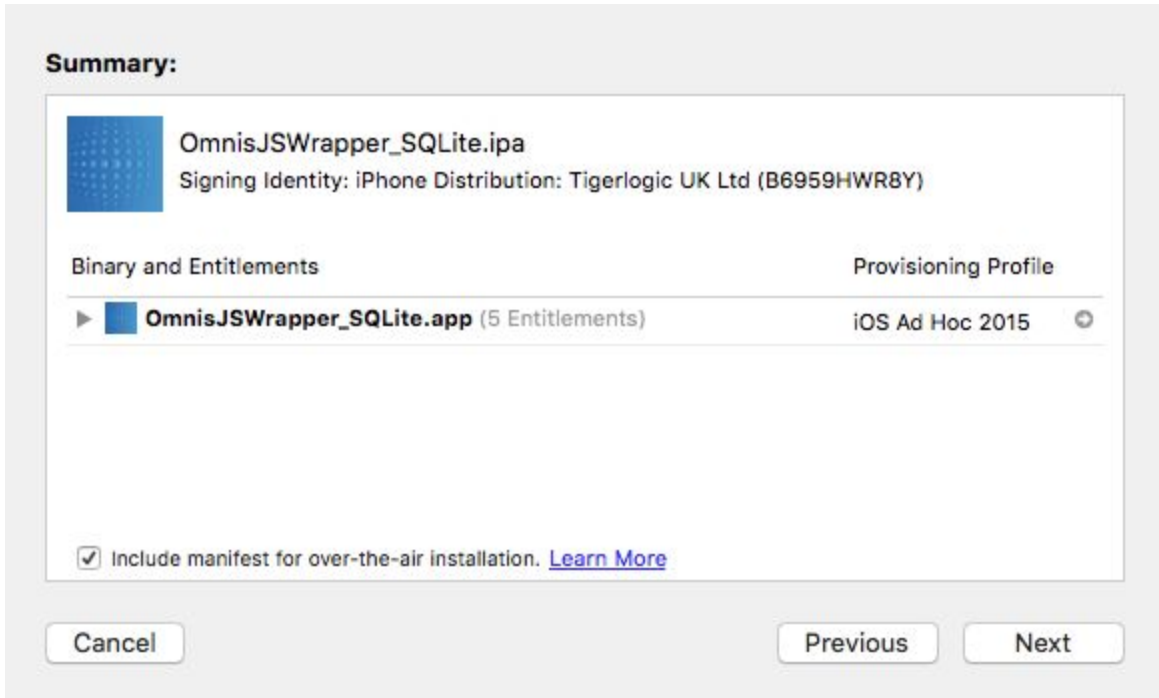 Summary:
OmnisJSWrapper_SQLite.ipa
Signing Identity: iPhone Distribution: Tigerlogic UK Ltd (B6959HWR8Y)
Binary and Entitlements Provisioning Profile
OmnisJSWrapper_SQLite.app (5 Entitlements) iOS Ad Hoc 2015
Include manifest for over-the-air installation. Learn More
Cancel Previous Next